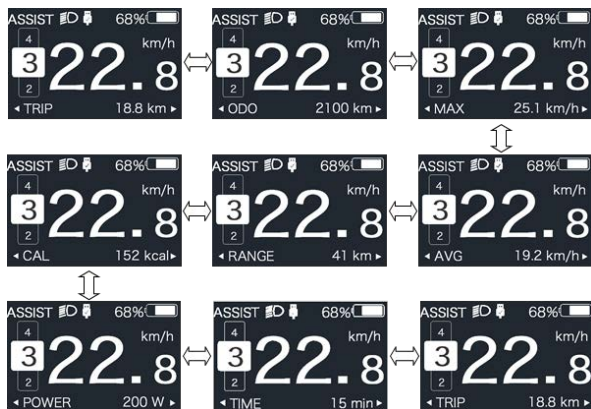 ASSIST 68%
4
3 22.8 km/h
2
TRIP 18.8 km
ASSIST 68%
4
3 22.8 km/h
2
ODO 2100 km
ASSIST 68%
4
3 22.8 km/h
2
MAX 25.1 km/h
ASSIST 68%
4
3 22.8 km/h
2
CAL 152 kcal
ASSIST 68%
4
3 22.8 km/h
2
RANGE 41 km
ASSIST 68%
4
3 22.8 km/h
2
AVG 19.2 km/h
ASSIST 68%
4
3 22.8 km/h
2
POWER 200 W
ASSIST 68%
4
3 22.8 km/h
2
TIME 15 min
ASSIST 68%
4
3 22.8 km/h
2
TRIP 18.8 km